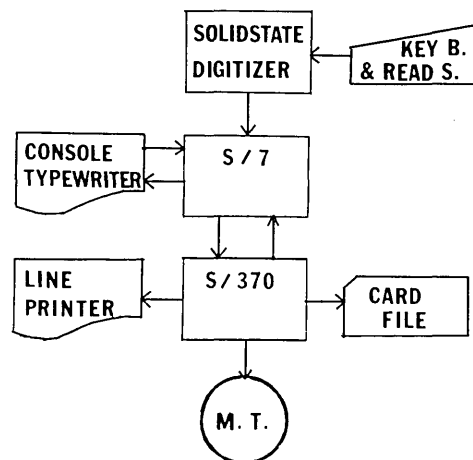 SOLIDSTATE
DIGITIZER
KEY B.
& READ S.
CONSOLE
TYPEWRITER
S / 7
LINE
PRINTER
S/370
CARD
FILE
M. T.